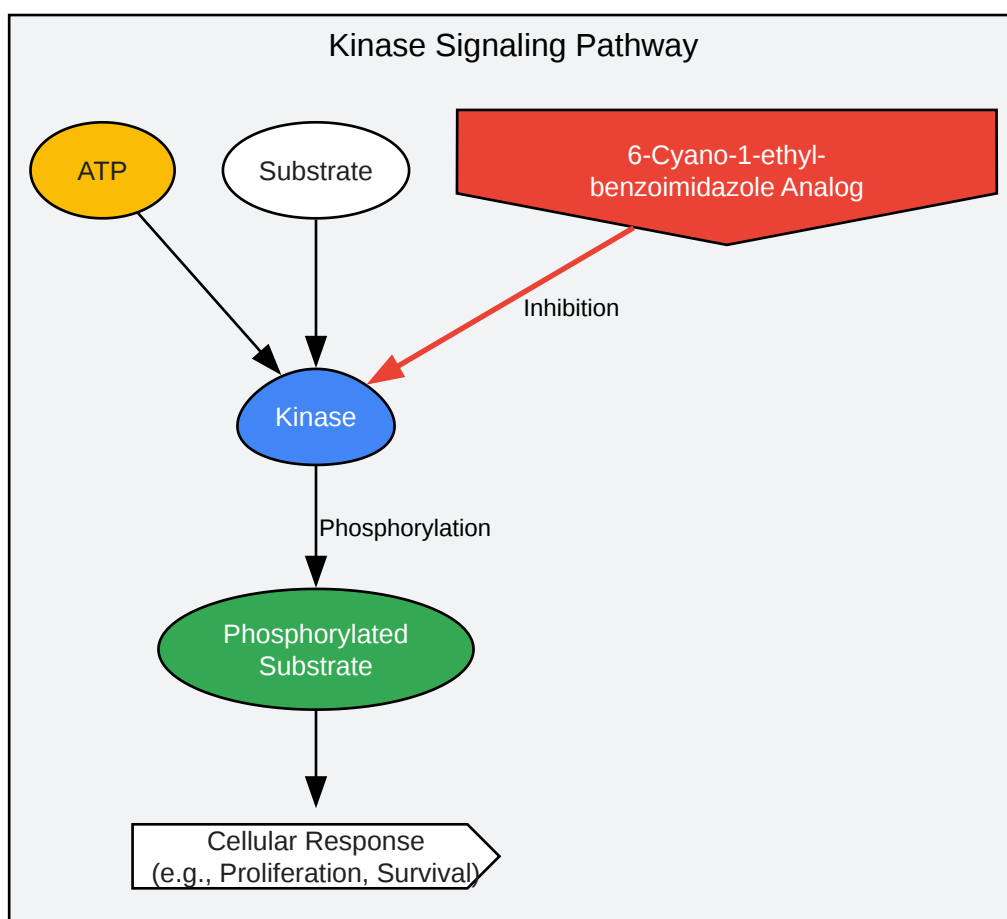 Kinase Signaling Pathway
ATP
Substrate
6-Cyano-1-ethyl-
benzoimidazole Analog
Inhibition
Kinase
Phosphorylation
Phosphorylated
Substrate
Cellular Response
(e.g., Proliferation, Survival)